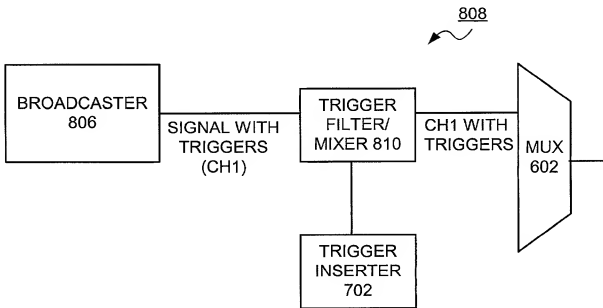 808
BROADCASTER
806
SIGNAL WITH
TRIGGERS
(CH1)
TRIGGER
FILTER/
MIXER 810
CH1 WITH
TRIGGERS
MUX
602
TRIGGER
INSERTER
702